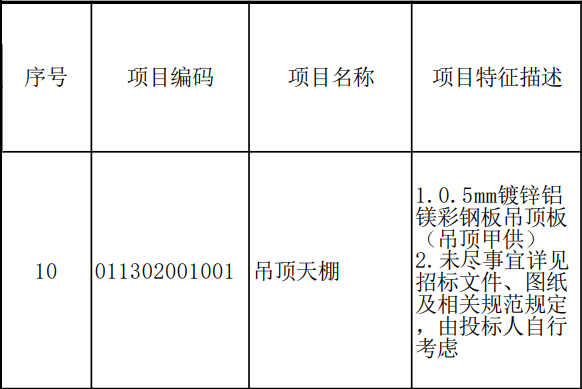 序号 项目编码 项目名称 项目特征描述
10 011302001001 吊顶天棚
1.0.5mm镀锌铝
镁彩钢板吊顶板
（吊顶甲供）
2.未尽事宜详见
招标文件、图纸
及相关规范规定
，由投标人自行
考虑